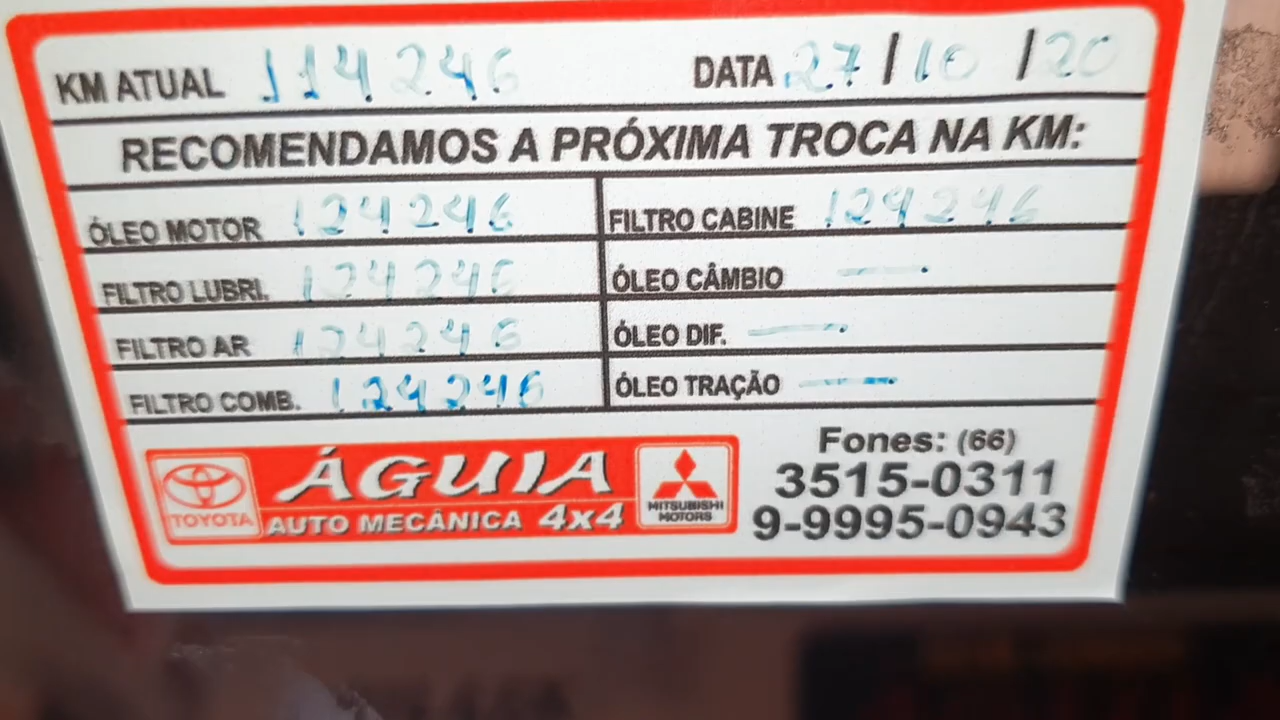 KM ATUAL 114246 DATA 27/10/20
RECOMENDAMOS A PRÓXIMA TROCA NA KM:
ÓLEO MOTOR 124246 FILTRO CABINE 124246
FILTRO LUBRI. 124246 ÓLEO CÂMBIO —
FILTRO AR 124246 ÓLEO DIF. —
FILTRO COMB. 124246 ÓLEO TRAÇÃO —
TOYOTA
ÁGUIA
AUTO MECÂNICA 4x4
MITSUBISHI
MOTORS
Fones: (66)
3515-0311
9-9995-0943